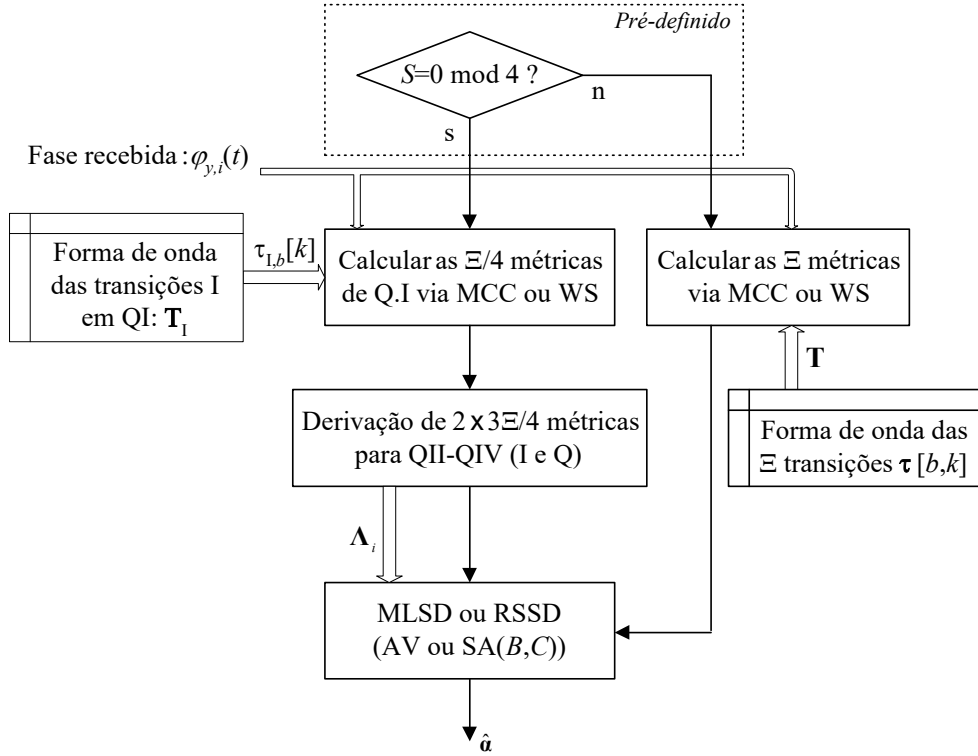 Pré-definido
S=0 mod 4 ?
n
s
Fase recebida : φy,i(t)
Forma de onda
das transições I
em QI: TI
τI,b[k]
Calcular as Ξ/4 métricas
de Q.I via MCC ou WS
Calcular as Ξ métricas
via MCC ou WS
T
Derivação de 2 x 3Ξ/4 métricas
para QII-QIV (I e Q)
Forma de onda das
Ξ transições τ [b,k]
Λi
MLSD ou RSSD
(AV ou SA(B,C))
α̂